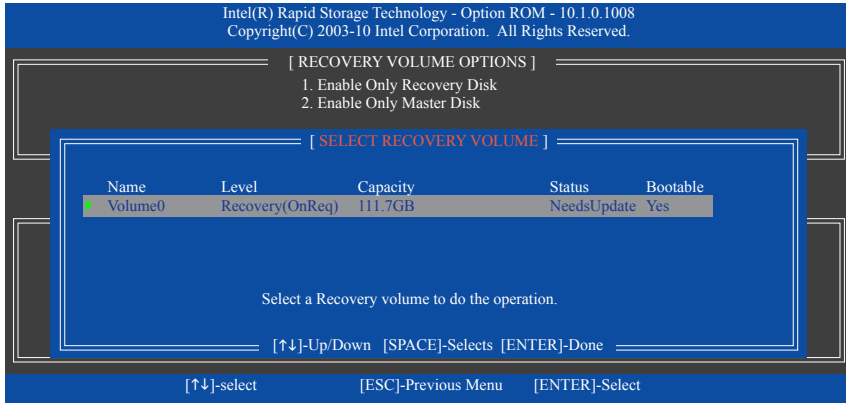 Intel(R) Rapid Storage Technology - Option ROM - 10.1.0.1008
Copyright(C) 2003-10 Intel Corporation. All Rights Reserved.
[ RECOVERY VOLUME OPTIONS ]
1. Enable Only Recovery Disk
2. Enable Only Master Disk
[ SELECT RECOVERY VOLUME ]
Name Level Capacity Status Bootable
Volume0 Recovery(OnReq) 111.7GB NeedsUpdate Yes
Select a Recovery volume to do the operation.
[↑↓]-Up/Down [SPACE]-Selects [ENTER]-Done
[↑↓]-select [ESC]-Previous Menu [ENTER]-Select